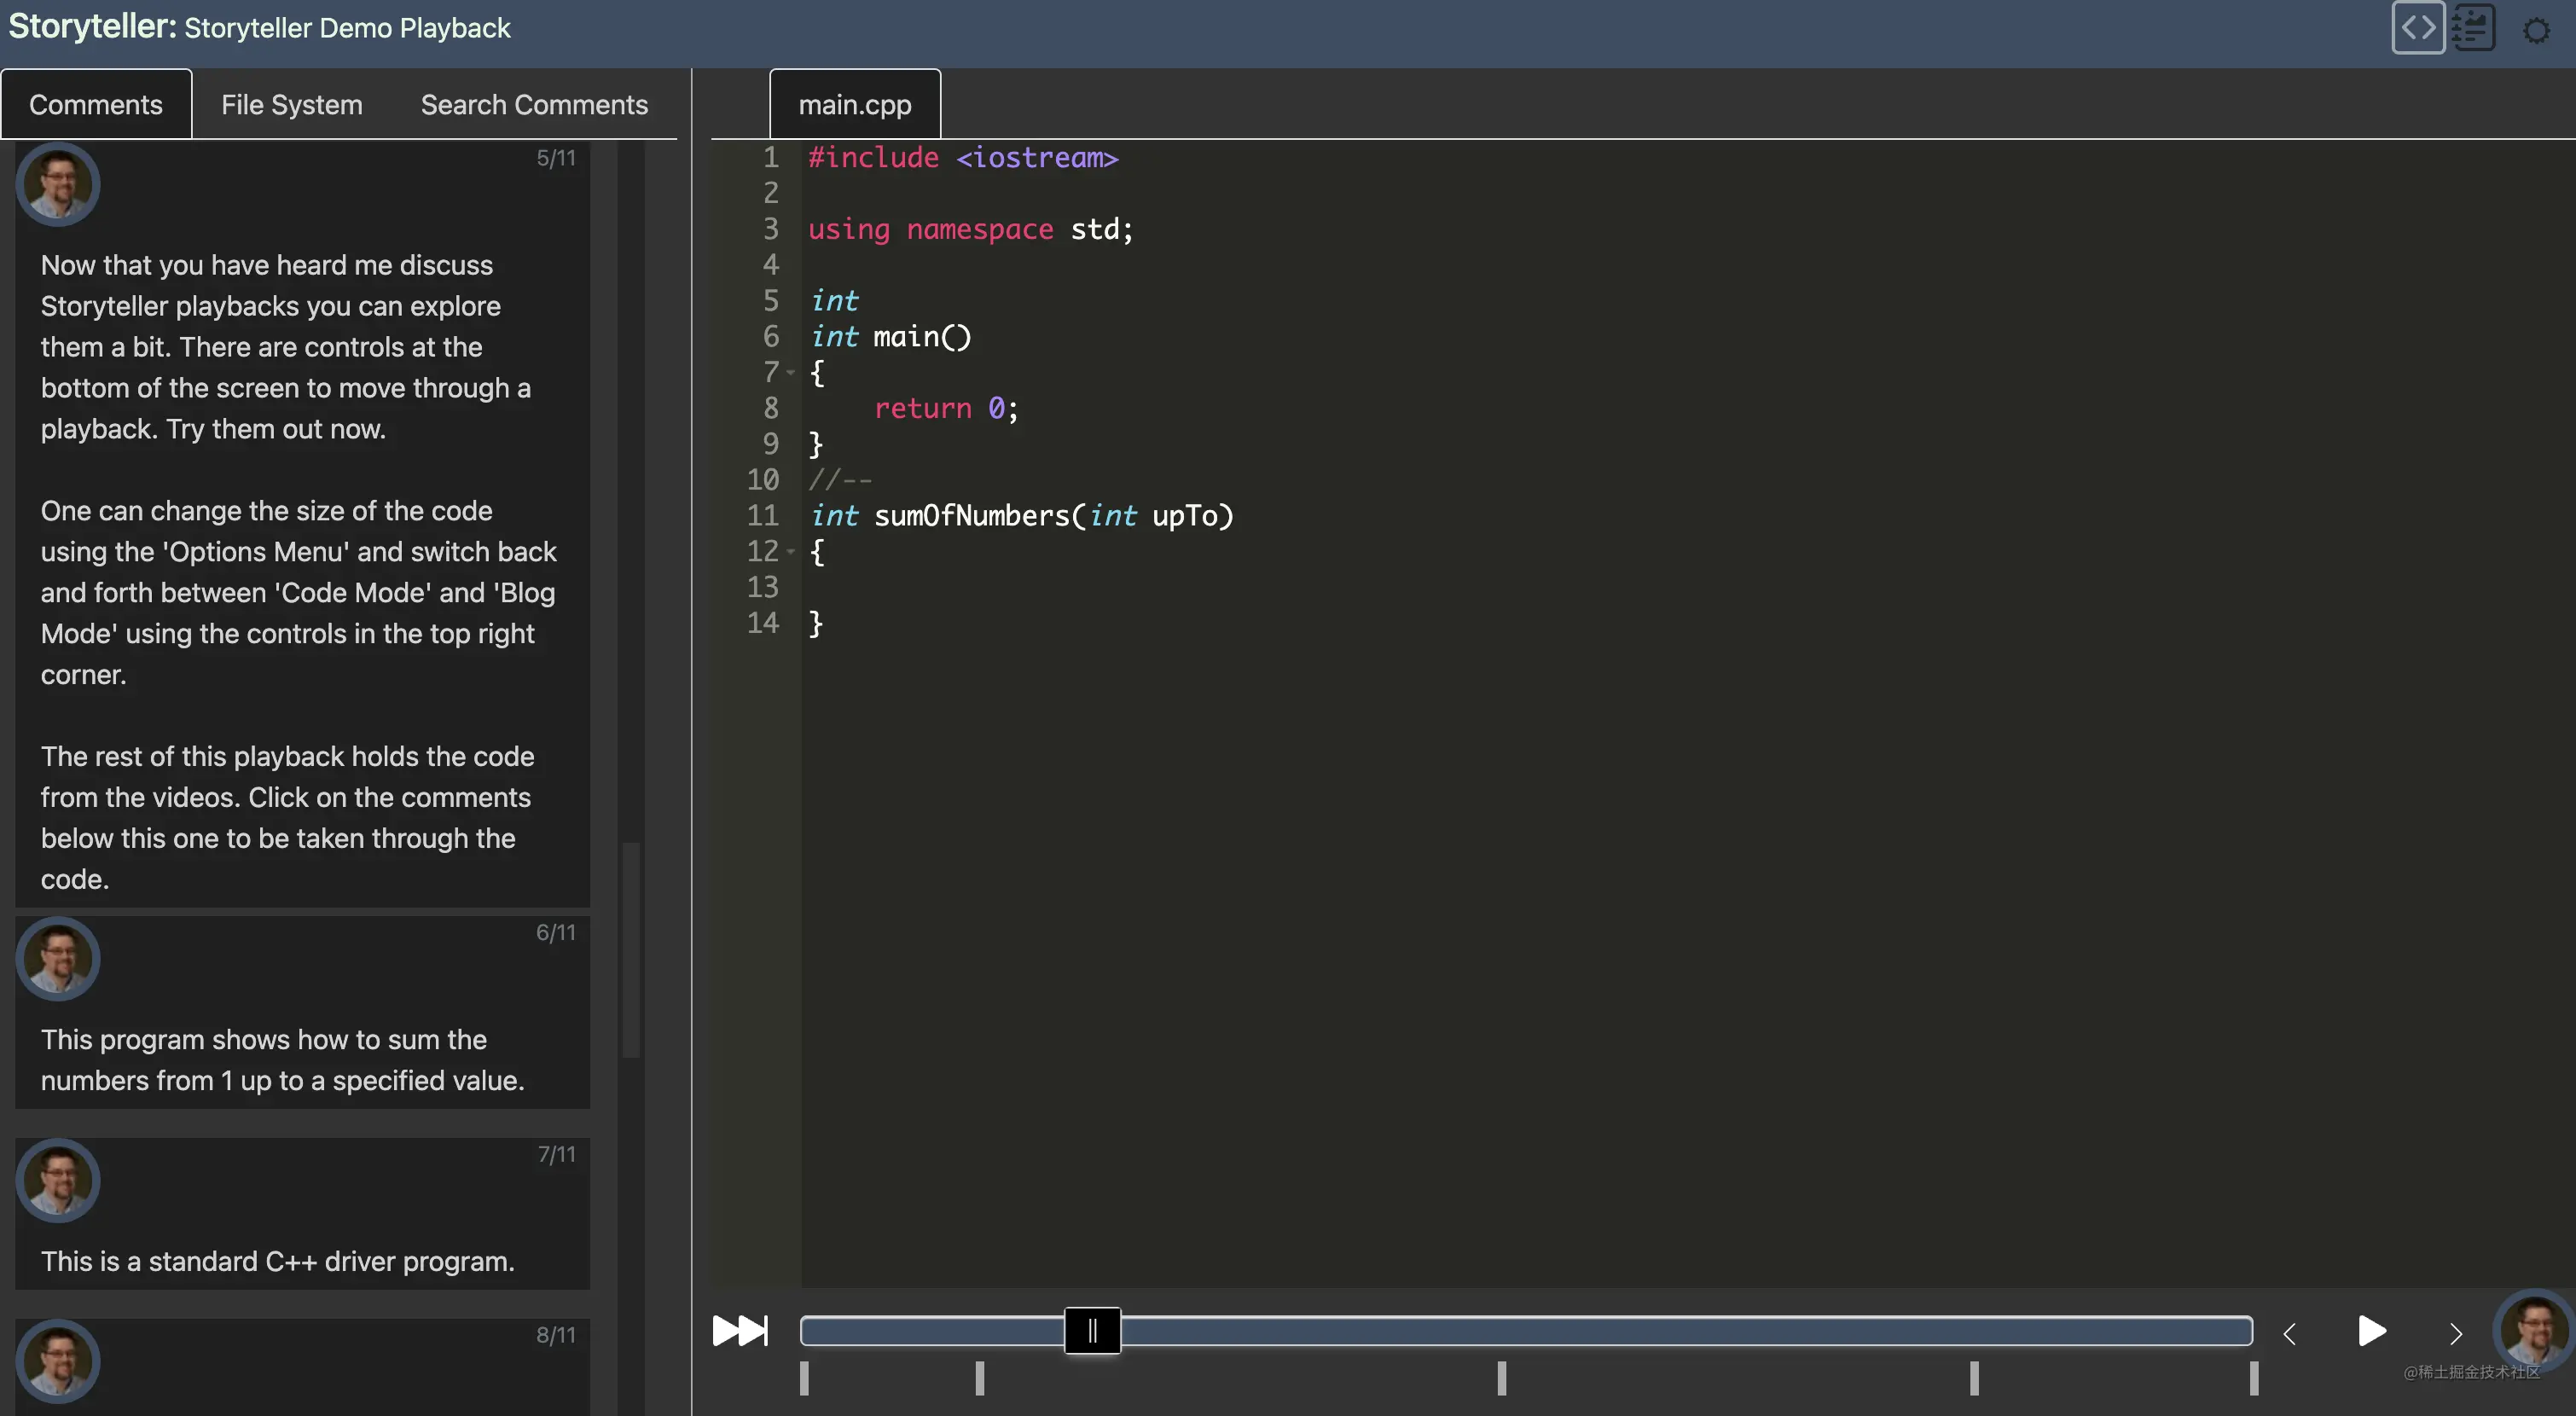 Storyteller: Storyteller Demo Playback
Comments File System Search Comments
5/11
Now that you have heard me discuss
Storyteller playbacks you can explore
them a bit. There are controls at the
bottom of the screen to move through a
playback. Try them out now.
One can change the size of the code
using the 'Options Menu' and switch back
and forth between 'Code Mode' and 'Blog
Mode' using the controls in the top right
corner.
The rest of this playback holds the code
from the videos. Click on the comments
below this one to be taken through the
code.
6/11
This program shows how to sum the
numbers from 1 up to a specified value.
7/11
This is a standard C++ driver program.
8/11
main.cpp
1 #include <iostream>
2
3 using namespace std;
4
5 int
6 int main()
7 {
8 return 0;
9 }
10 //--
11 int sumOfNumbers(int upTo)
12 {
13
14 }
@稀土掘金技术社区